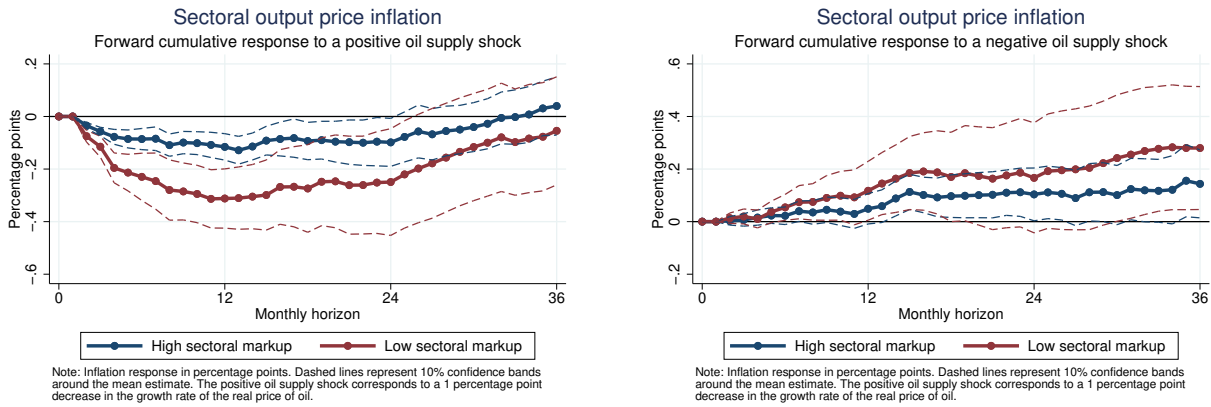 Sectoral output price inflation
Forward cumulative response to a positive oil supply shock
Percentage points
.2
0
-.2
-.4
-.6
0
12
24
36
Monthly horizon
High sectoral markup
Low sectoral markup
Note: Inflation response in percentage points. Dashed lines represent 10% confidence bands
around the mean estimate. The positive oil supply shock corresponds to a 1 percentage point
decrease in the growth rate of the real price of oil.
Sectoral output price inflation
Forward cumulative response to a negative oil supply shock
Percentage points
.6
.4
.2
0
-.2
0
12
24
36
Monthly horizon
High sectoral markup
Low sectoral markup
Note: Inflation response in percentage points. Dashed lines represent 10% confidence bands
around the mean estimate. The positive oil supply shock corresponds to a 1 percentage point
decrease in the growth rate of the real price of oil.